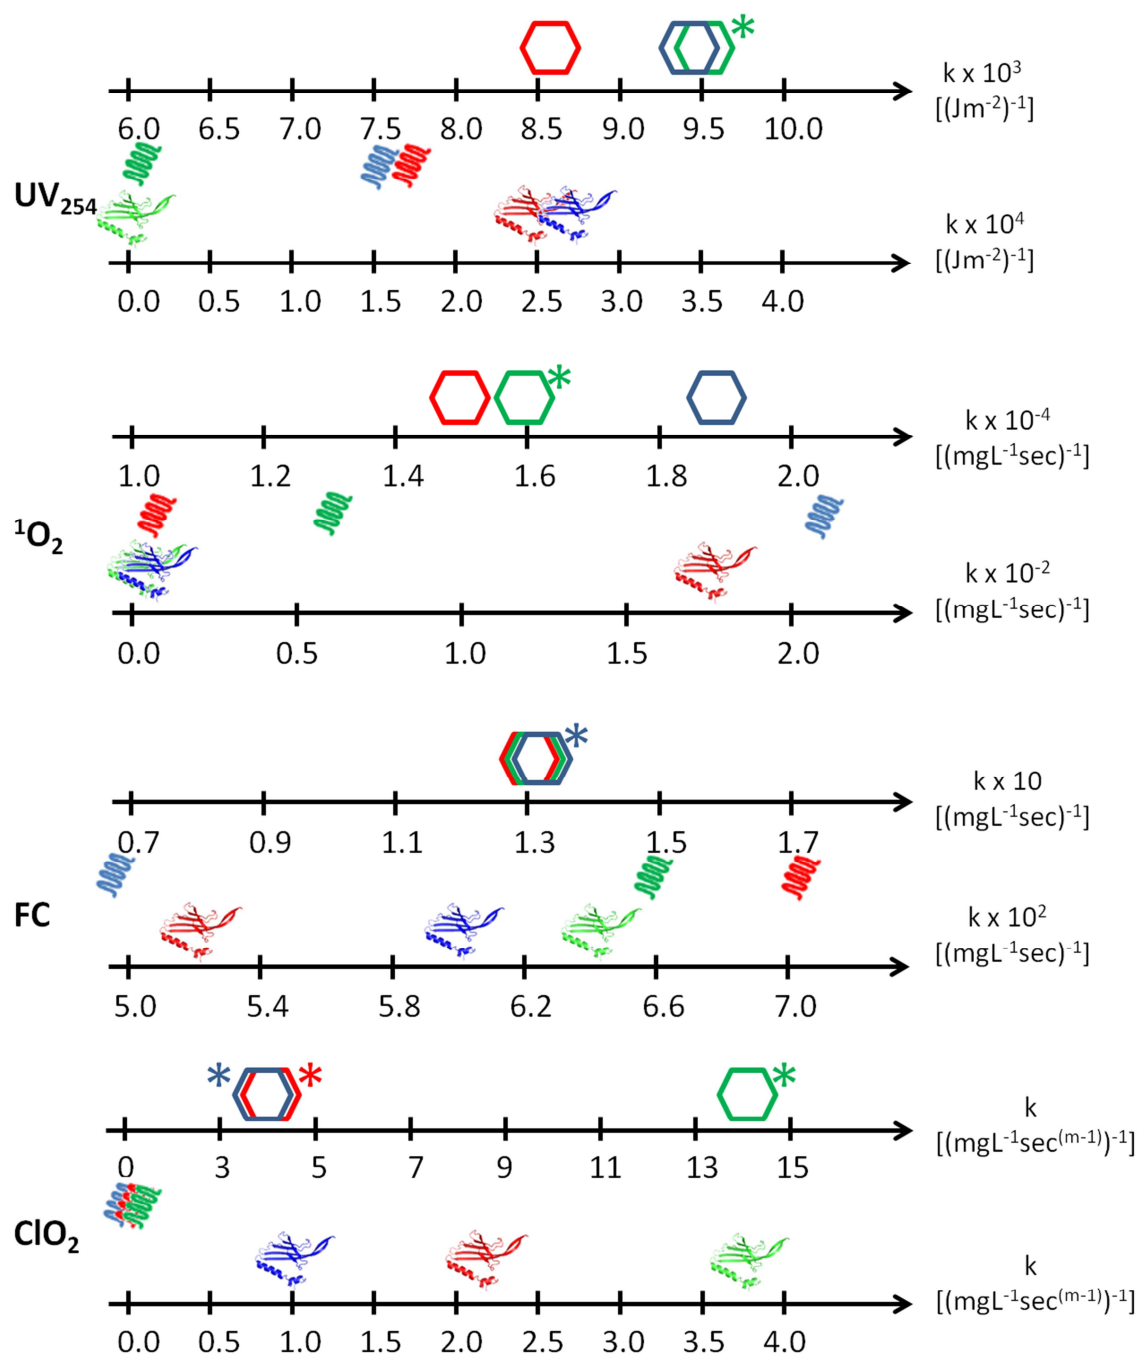 *
k x 10³
[(Jm⁻²)⁻¹]
6.0 6.5 7.0 7.5 8.0 8.5 9.0 9.5 10.0
UV₂₅₄
k x 10⁴
[(Jm⁻²)⁻¹]
0.0 0.5 1.0 1.5 2.0 2.5 3.0 3.5 4.0
*
k x 10⁻⁴
[(mgL⁻¹sec)⁻¹]
1.0 1.2 1.4 1.6 1.8 2.0
¹O₂
k x 10⁻²
[(mgL⁻¹sec)⁻¹]
0.0 0.5 1.0 1.5 2.0
*
k x 10
[(mgL⁻¹sec)⁻¹]
0.7 0.9 1.1 1.3 1.5 1.7
FC
k x 10²
[(mgL⁻¹sec)⁻¹]
5.0 5.4 5.8 6.2 6.6 7.0
* * *
k
[(mgL⁻¹sec⁽ᵐ⁻¹⁾)⁻¹]
0 3 5 7 9 11 13 15
ClO₂
k
[(mgL⁻¹sec⁽ᵐ⁻¹⁾)⁻¹]
0.0 0.5 1.0 2.0 2.5 3.0 3.5 4.0